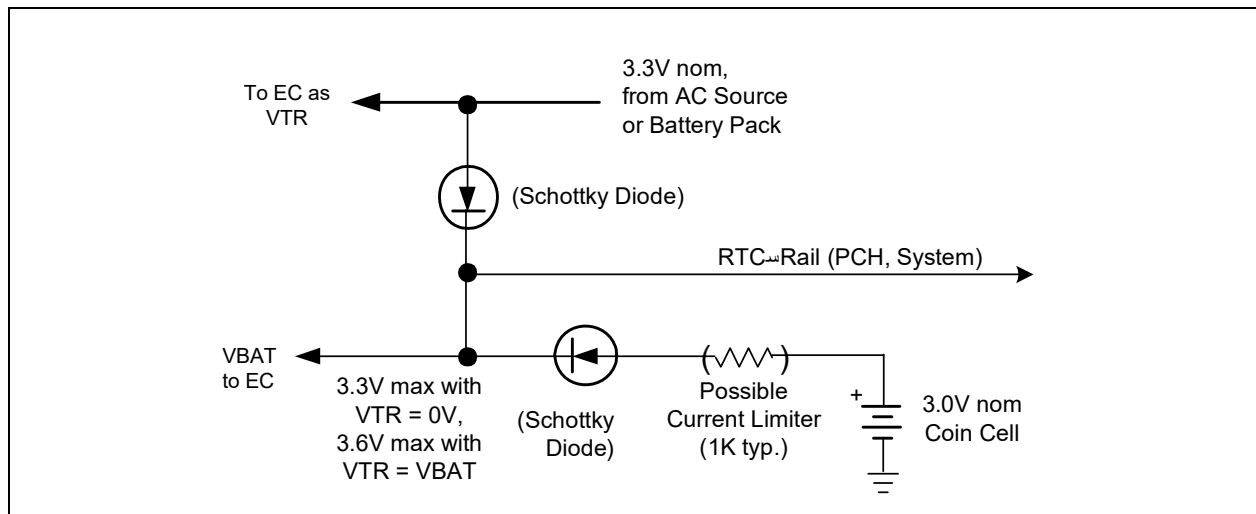 3.3V nom,
from AC Source
or Battery Pack
To EC as
VTR
(Schottky Diode)
RTC Rail (PCH, System)
VBAT
to EC
3.3V max with
VTR = 0V,
3.6V max with
VTR = VBAT
(Schottky
Diode)
( )
Possible
Current Limiter
(1K typ.)
+
3.0V nom
Coin Cell